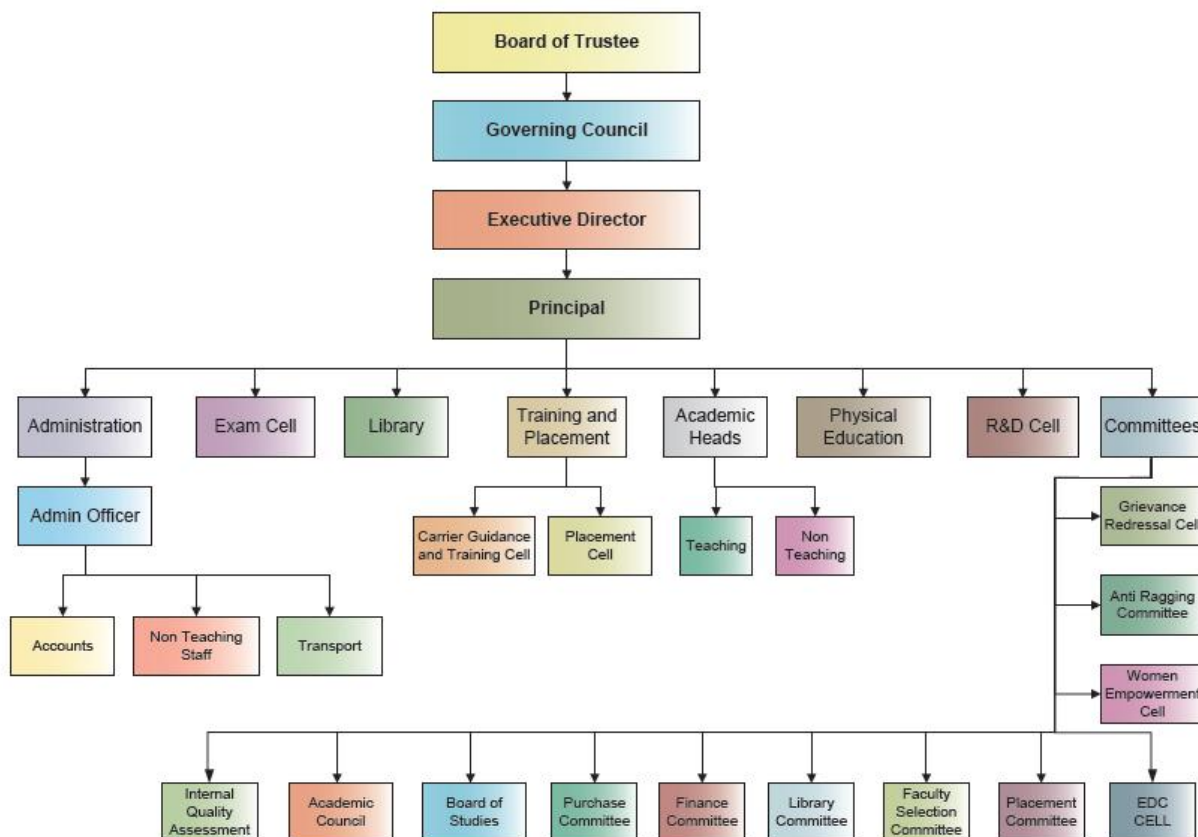 Board of Trustee
Governing Council
Executive Director
Principal
Administration
Exam Cell
Library
Training and
Placement
Academic
Heads
Physical
Education
R&D Cell
Committees
Admin Officer
Carrier Guidance
and Training Cell
Placement
Cell
Teaching
Non
Teaching
Grievance
Redressal Cell
Anti Ragging
Committee
Accounts
Non Teaching
Staff
Transport
Women
Empowerment
Cell
Internal
Quality
Assessment
Academic
Council
Board of
Studies
Purchase
Committee
Finance
Committee
Library
Committee
Faculty
Selection
Committee
Placement
Committee
EDC
CELL